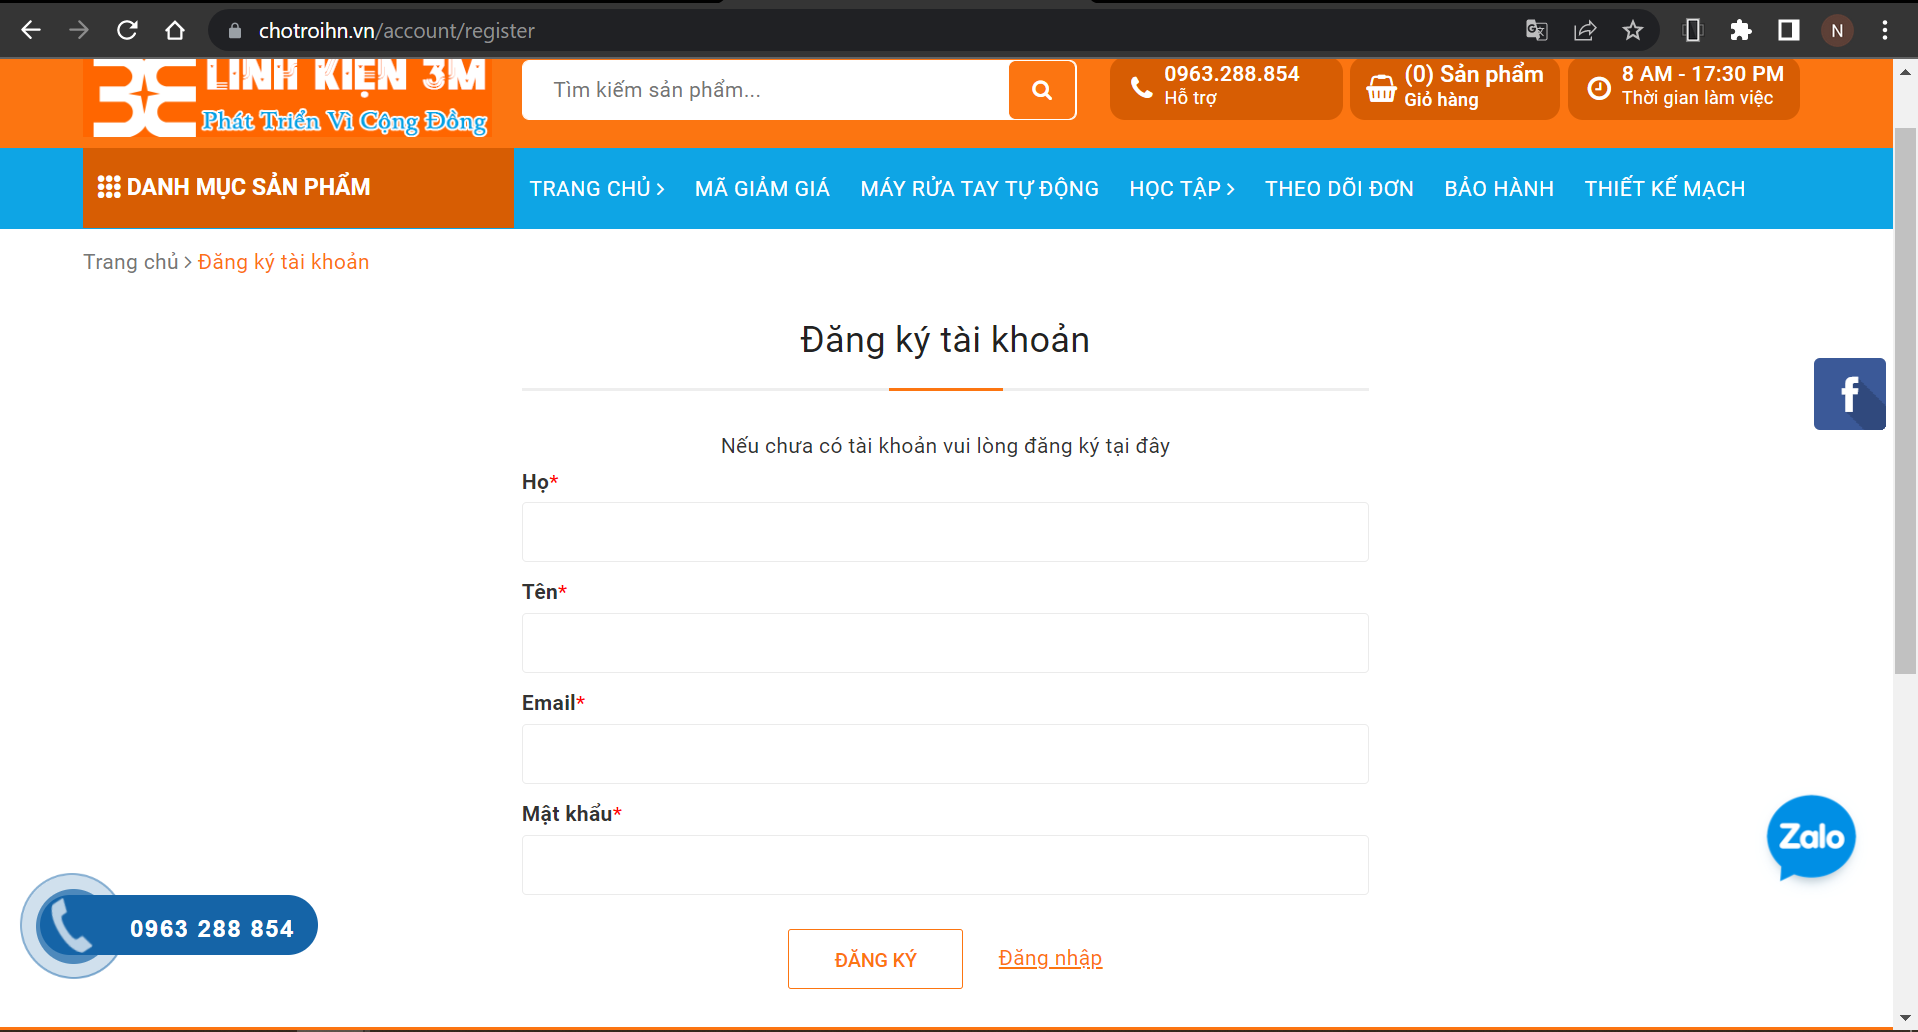 chotroihn.vn/account/register
N
LINH KIỆN 3M
Phát Triển Vì Cộng Đồng
Tìm kiếm sản phẩm...
0963.288.854
Hỗ trợ
(0) Sản phẩm
Giỏ hàng
8 AM - 17:30 PM
Thời gian làm việc
DANH MỤC SẢN PHẨM
TRANG CHỦ MÃ GIẢM GIÁ MÁY RỬA TAY TỰ ĐỘNG HỌC TẬP THEO DÕI ĐƠN BẢO HÀNH THIẾT KẾ MẠCH
Trang chủ > Đăng ký tài khoản
Đăng ký tài khoản
Nếu chưa có tài khoản vui lòng đăng ký tại đây
Họ*
Tên*
Email*
Mật khẩu*
ĐĂNG KÝ Đăng nhập
f
Zalo
0963 288 854